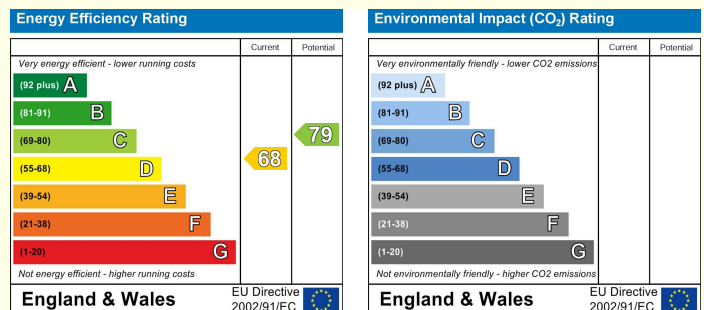 Energy Efficiency Rating
Current Potential
Very energy efficient - lower running costs
(92 plus) A
(81-91) B
(69-80) C
79
(55-68) D
68
(39-54) E
(21-38) F
(1-20) G
Not energy efficient - higher running costs
England & Wales
EU Directive
2002/91/EC
Environmental Impact (CO₂) Rating
Current Potential
Very environmentally friendly - lower CO2 emissions
(92 plus) A
(81-91) B
(69-80) C
(55-68) D
(39-54) E
(21-38) F
(1-20) G
Not environmentally friendly - higher CO2 emissions
England & Wales
EU Directive
2002/91/EC